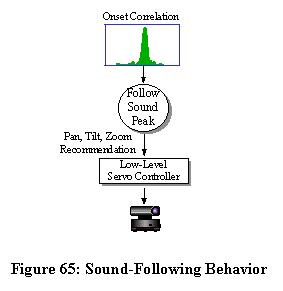 Onset Correlation
Follow
Sound
Peak
Pan, Tilt, Zoom
Recommendation
Low-Level
Servo Controller
Figure 65: Sound-Following Behavior